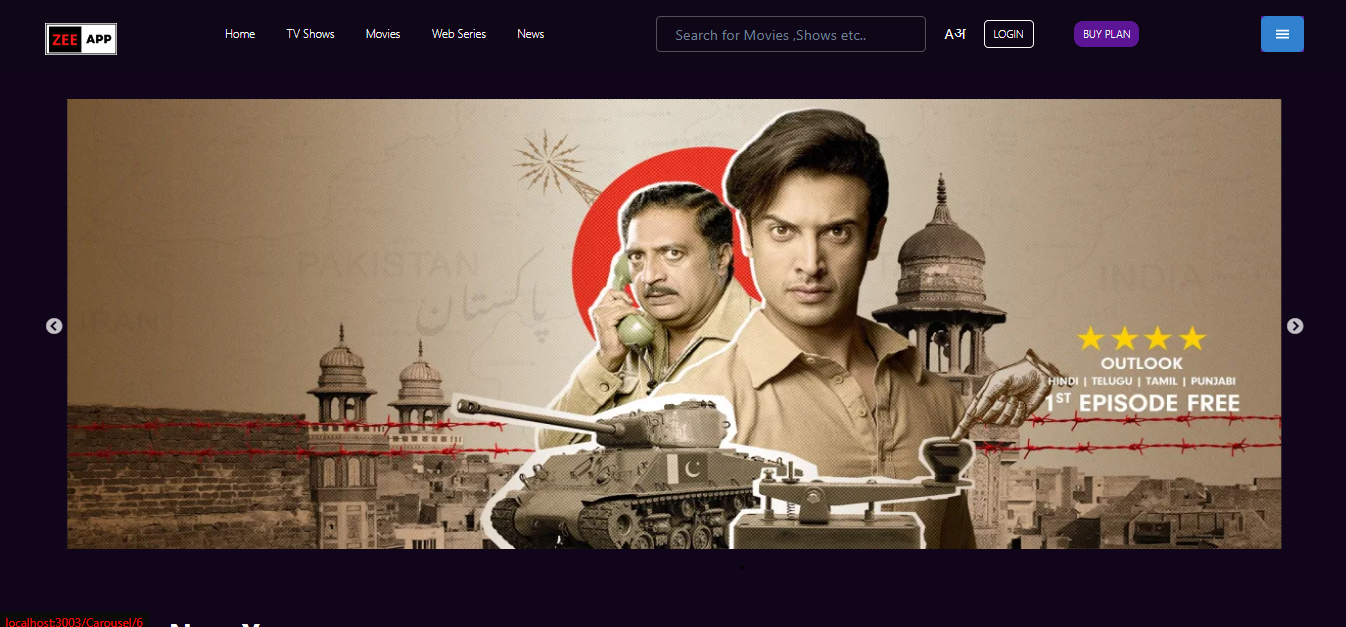 ZEE APP
Home
TV Shows
Movies
Web Series
News
Search for Movies ,Shows etc..
Aअ
LOGIN
BUY PLAN
PAKISTAN
پاکستان
INDIA
IRAN
OUTLOOK
HINDI | TELUGU | TAMIL | PUNJABI
1ST EPISODE FREE
localhost:3003/Carousel/6